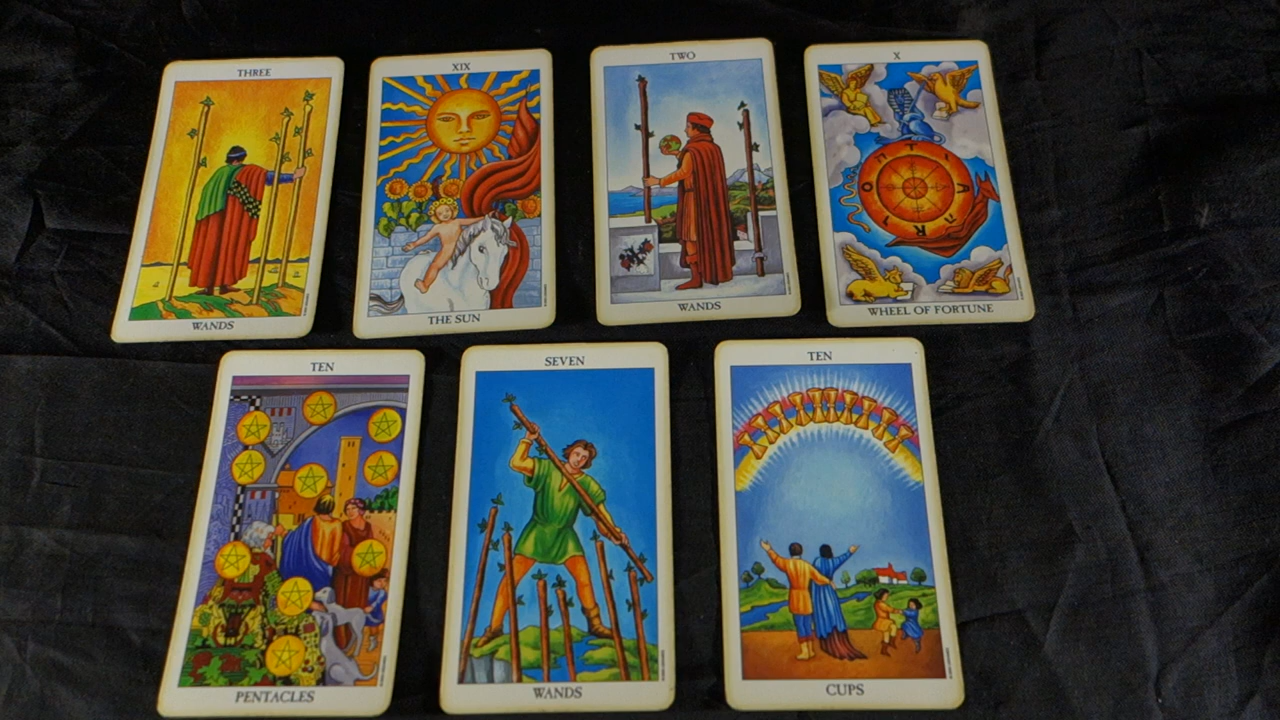 THREE
WANDS
XIX
THE SUN
TWO
WANDS
X
WHEEL OF FORTUNE
TEN
PENTACLES
SEVEN
WANDS
TEN
CUPS